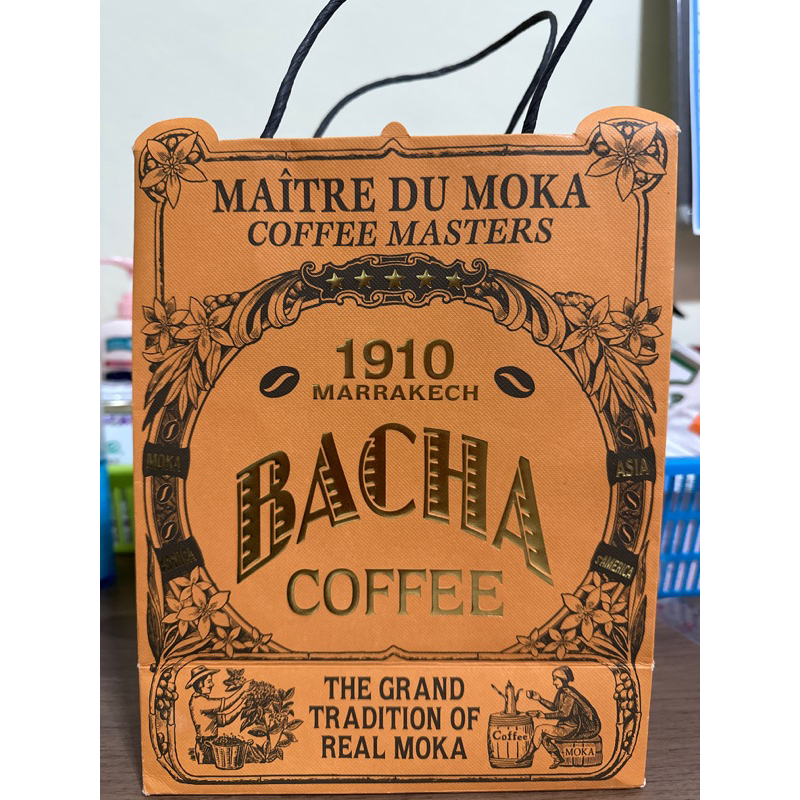 MAÎTRE DU MOKA
COFFEE MASTERS
1910
MARRAKECH
BACHA
COFFEE
MOKA
ASIA
AFRICA
S'AMERICA
THE GRAND
TRADITION OF
REAL MOKA
Coffee
MOKA